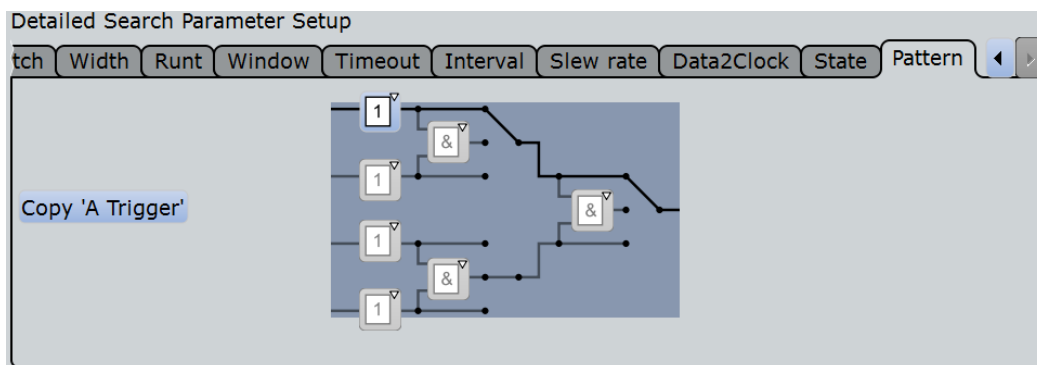 Detailed Search Parameter Setup
tch Width Runt Window Timeout Interval Slew rate Data2Clock State Pattern
1
&
1
Copy 'A Trigger'
&
1
&
1